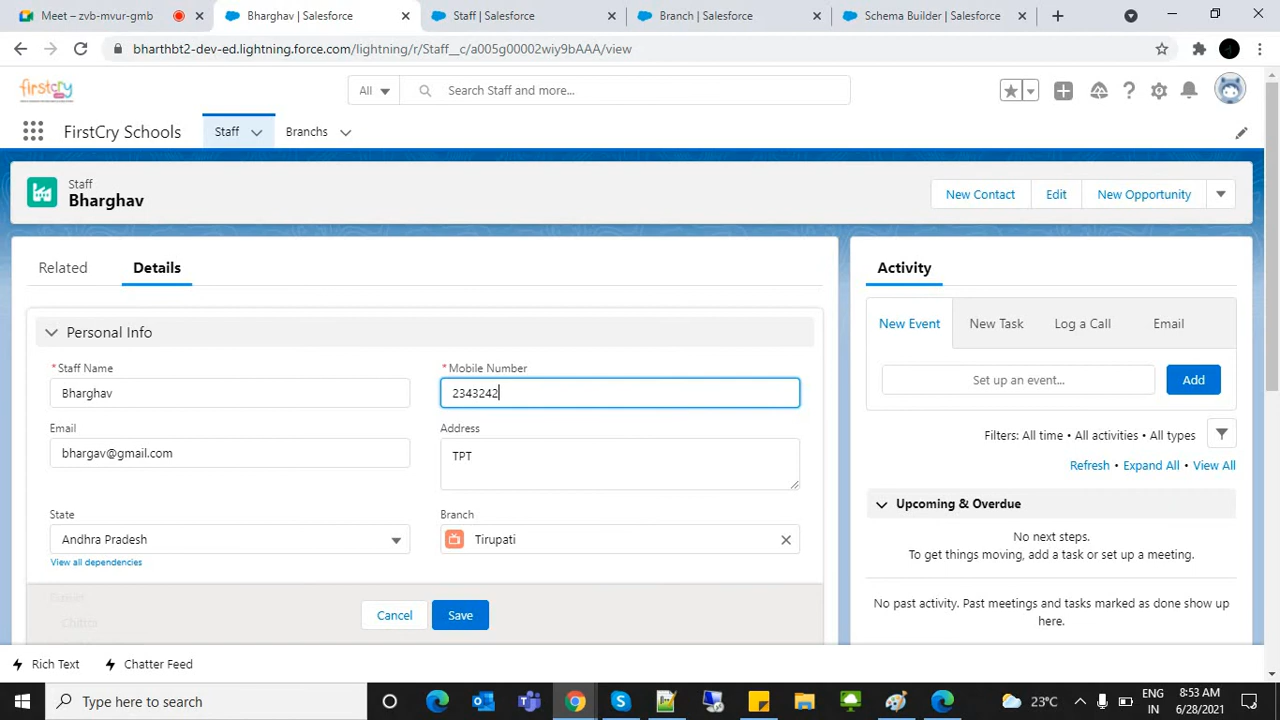 Meet – zvb-mvur-gmb
Bharghav | Salesforce
Staff | Salesforce
Branch | Salesforce
Schema Builder | Salesforce
bharthbt2-dev-ed.lightning.force.com/lightning/r/Staff__c/a005g00002wiy9bAAA/view
firstcry
All
Search Staff and more...
FirstCry Schools
Staff
Branchs
Staff
Bharghav
New Contact
Edit
New Opportunity
Related
Details
Activity
Personal Info
New Event
New Task
Log a Call
Email
*Staff Name
*Mobile Number
Bharghav
2343242
Set up an event...
Add
Email
Address
bhargav@gmail.com
TPT
Filters: All time • All activities • All types
Refresh • Expand All • View All
Upcoming & Overdue
State
Branch
Andhra Pradesh
Tirupati
View all dependencies
No next steps.
To get things moving, add a task or set up a meeting.
No past activity. Past meetings and tasks marked as done show up
here.
Cancel
Save
Rich Text
Chatter Feed
Type here to search
23°C
ENG
IN
8:53 AM
6/28/2021